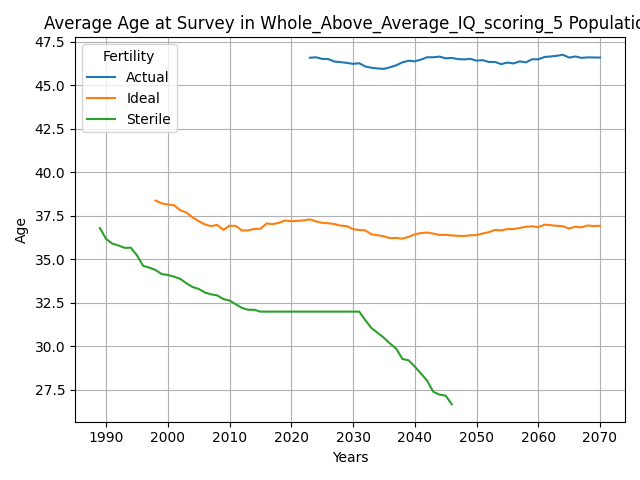 Average Age at Survey in Whole_Above_Average_IQ_scoring_5 Populatio
47.5
45.0
42.5
40.0
37.5
35.0
32.5
30.0
27.5
Age
Fertility
Actual
Ideal
Sterile
1990 2000 2010 2020 2030 2040 2050 2060 2070
Years